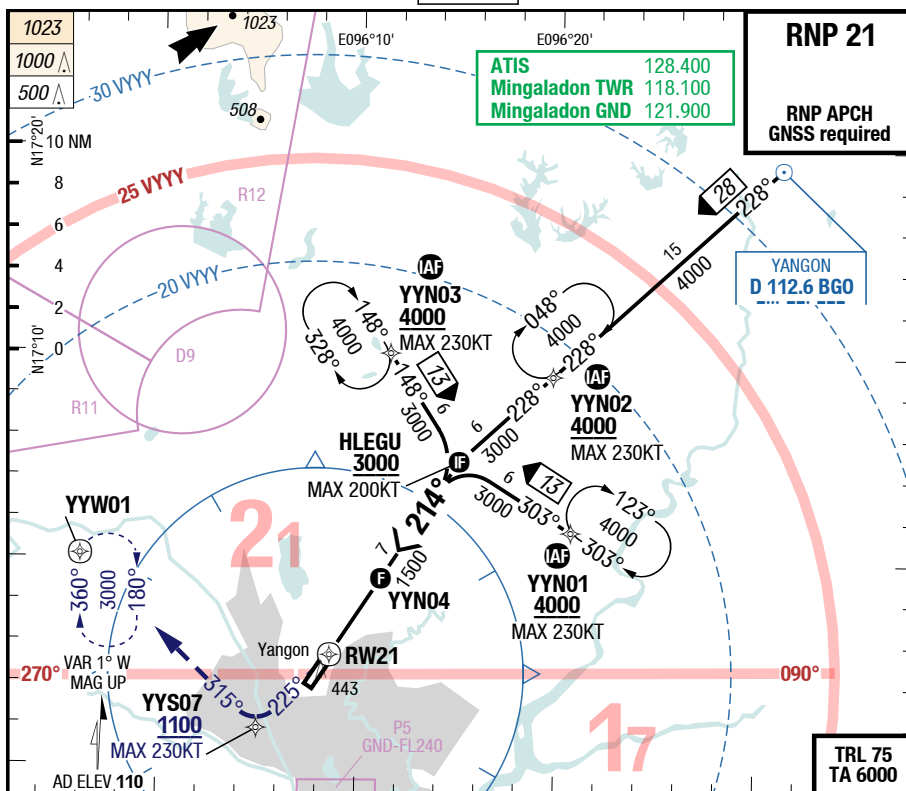 1023
1000
500
1023
508
E096°10'
E096°20'
ATIS 128.400
Mingaladon TWR 118.100
Mingaladon GND 121.900
RNP 21
RNP APCH
GNSS required
N17°20'
10 NM
8
6
4
2
0
N17°10'
30 VYYY
25 VYYY
20 VYYY
R12
D9
R11
28
228°
15
4000
YANGON
D 112.6 BGO
IAF
YYN03
4000
MAX 230KT
148°
4000
328°
148°
13
6
3000
048°
4000
228°
228°
6
3000
IAF
YYN02
4000
MAX 230KT
HLEGU
3000
MAX 200KT
IF
6
13
3000
303°
123°
4000
303°
IAF
YYN01
4000
MAX 230KT
214°
7
1500
F
YYN04
21
YYW01
360°
3000
180°
VAR 1° W
MAG UP
270°
090°
Yangon
RW21
443
315°
225°
YYS07
1100
MAX 230KT
P5
GND-FL240
17
AD ELEV 110
TRL 75
TA 6000